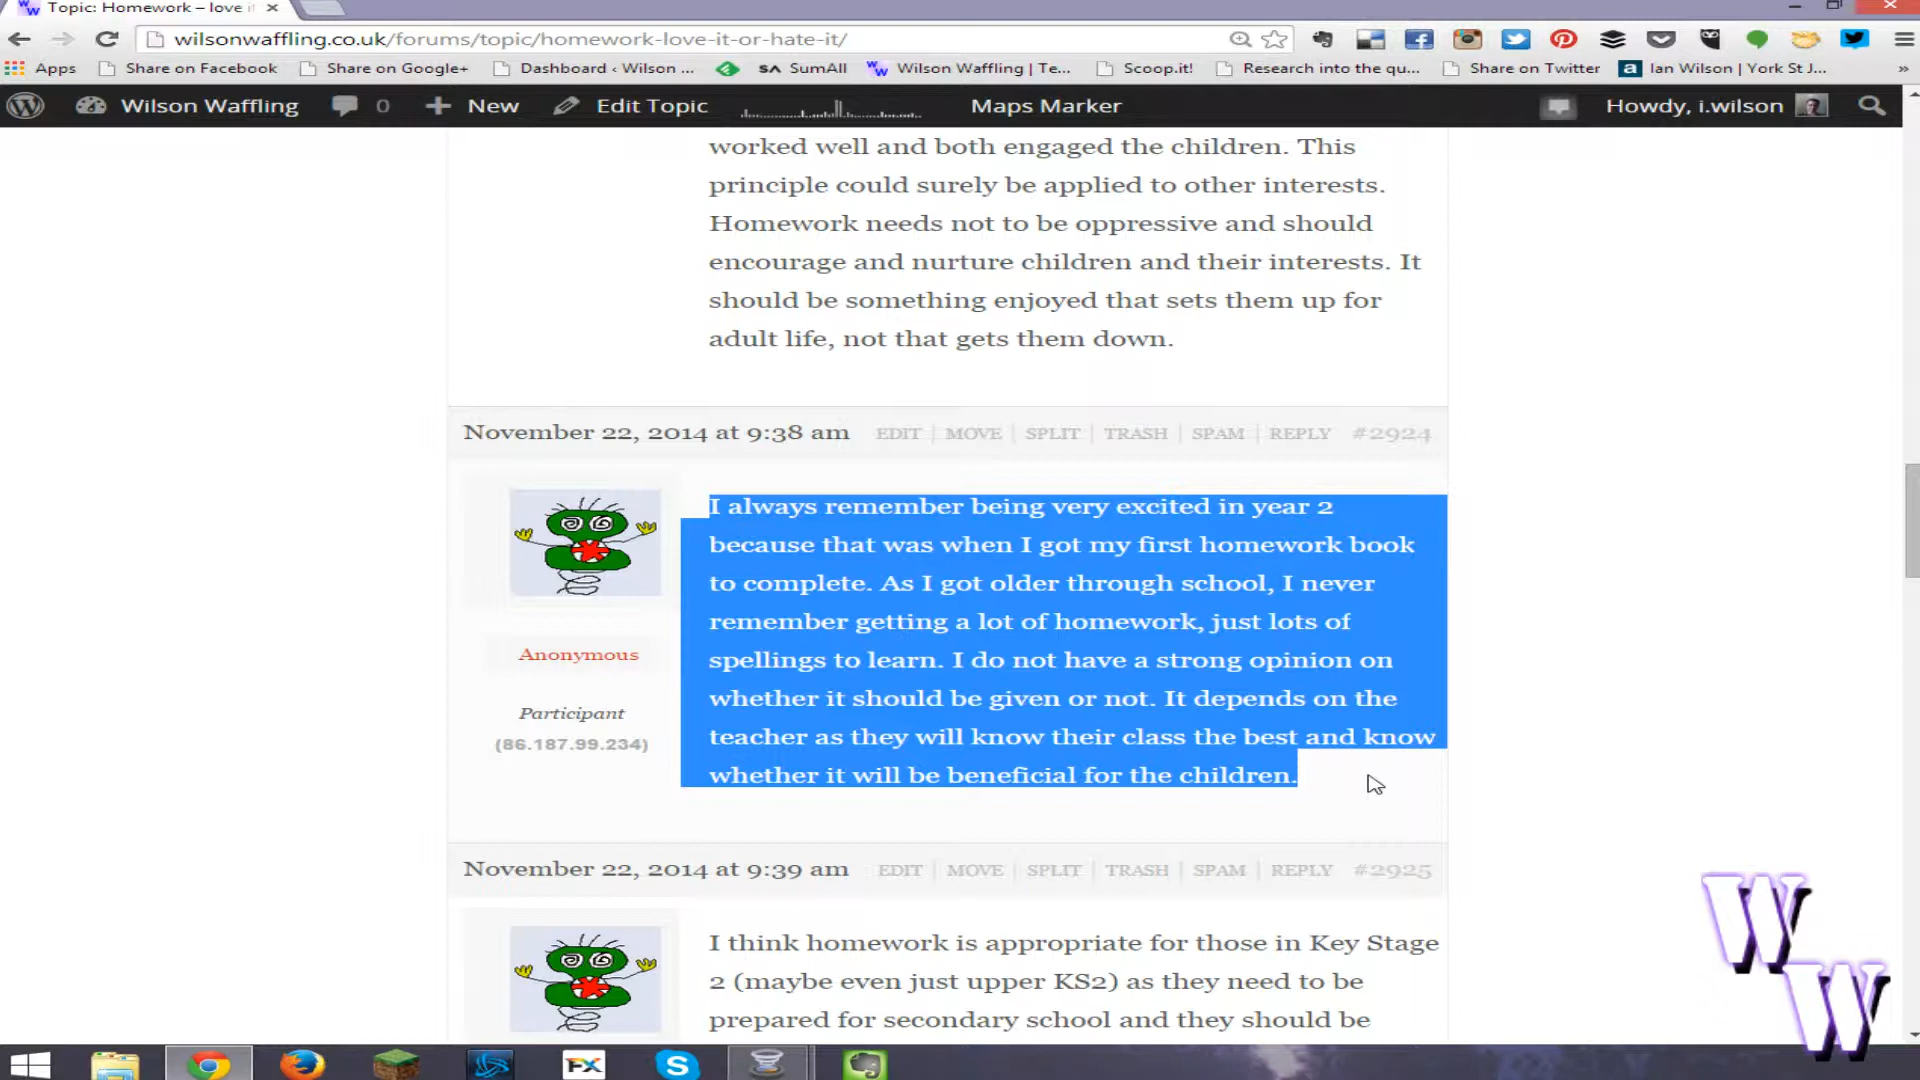 Topic: Homework – love i
wilsonwaffling.co.uk/forums/topic/homework-love-it-or-hate-it/
Apps Share on Facebook Share on Google+ Dashboard ‹ Wilson ... SumAll Wilson Waffling | Te... Scoop.it! Research into the qu... Share on Twitter Ian Wilson | York St J... »
Wilson Waffling 0 New Edit Topic Maps Marker Howdy, i.wilson
worked well and both engaged the children. This
principle could surely be applied to other interests.
Homework needs not to be oppressive and should
encourage and nurture children and their interests. It
should be something enjoyed that sets them up for
adult life, not that gets them down.
November 22, 2014 at 9:38 am EDIT | MOVE | SPLIT | TRASH | SPAM | REPLY #2924
I always remember being very excited in year 2
because that was when I got my first homework book
to complete. As I got older through school, I never
remember getting a lot of homework, just lots of
spellings to learn. I do not have a strong opinion on
whether it should be given or not. It depends on the
teacher as they will know their class the best and know
whether it will be beneficial for the children.
Anonymous
Participant
(86.187.99.234)
November 22, 2014 at 9:39 am EDIT | MOVE | SPLIT | TRASH | SPAM | REPLY #2925
I think homework is appropriate for those in Key Stage
2 (maybe even just upper KS2) as they need to be
prepared for secondary school and they should be
WW
FX